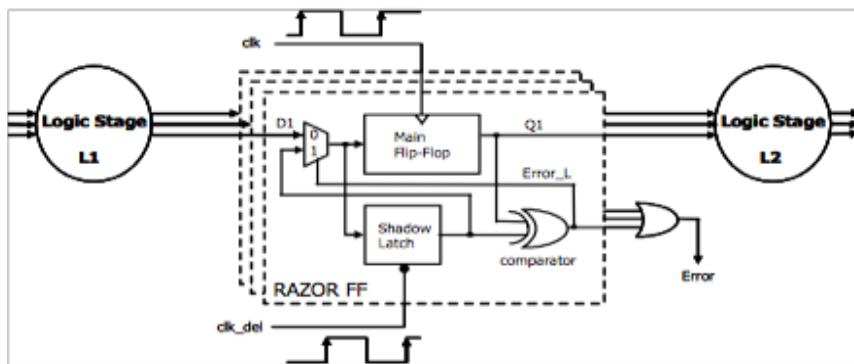 clk
Logic Stage
L1
D1
0
1
Main
Flip-Flop
Q1
Error_L
Logic Stage
L2
Shadow
Latch
comparator
RAZOR FF
Error
clk_del